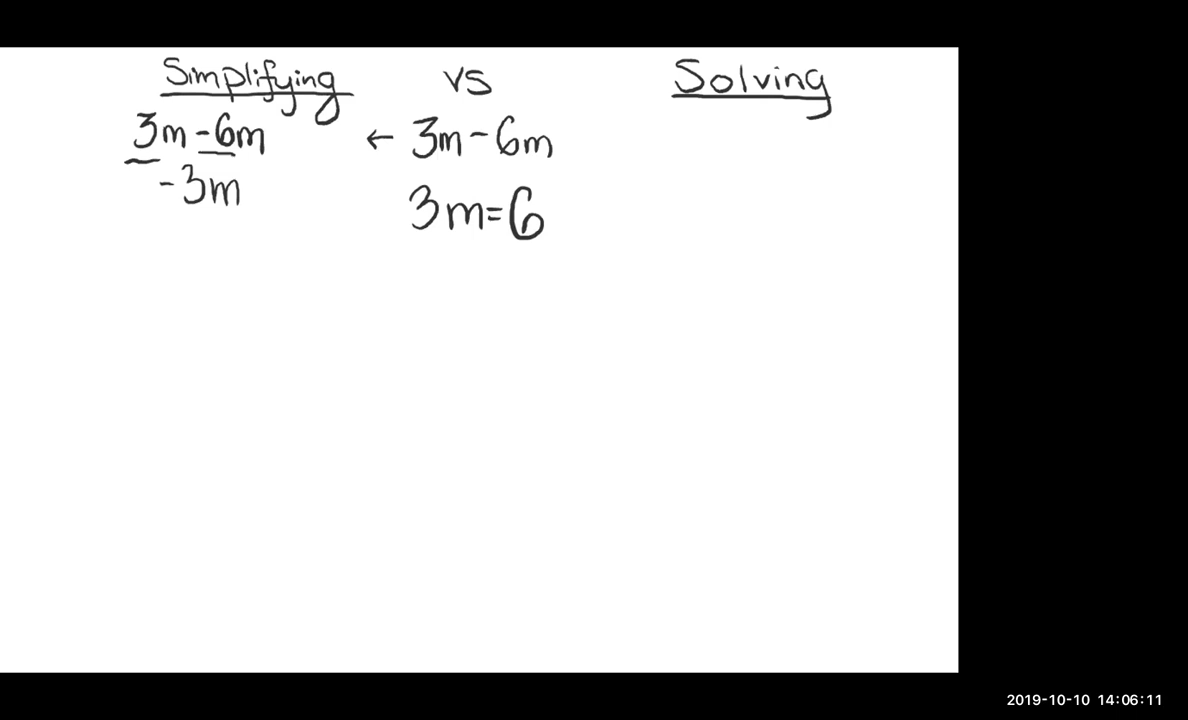 Simplifying vs Solving
3m - 6m ← 3m - 6m
- 3m
3m = 6
2019-10-10 14:06:11